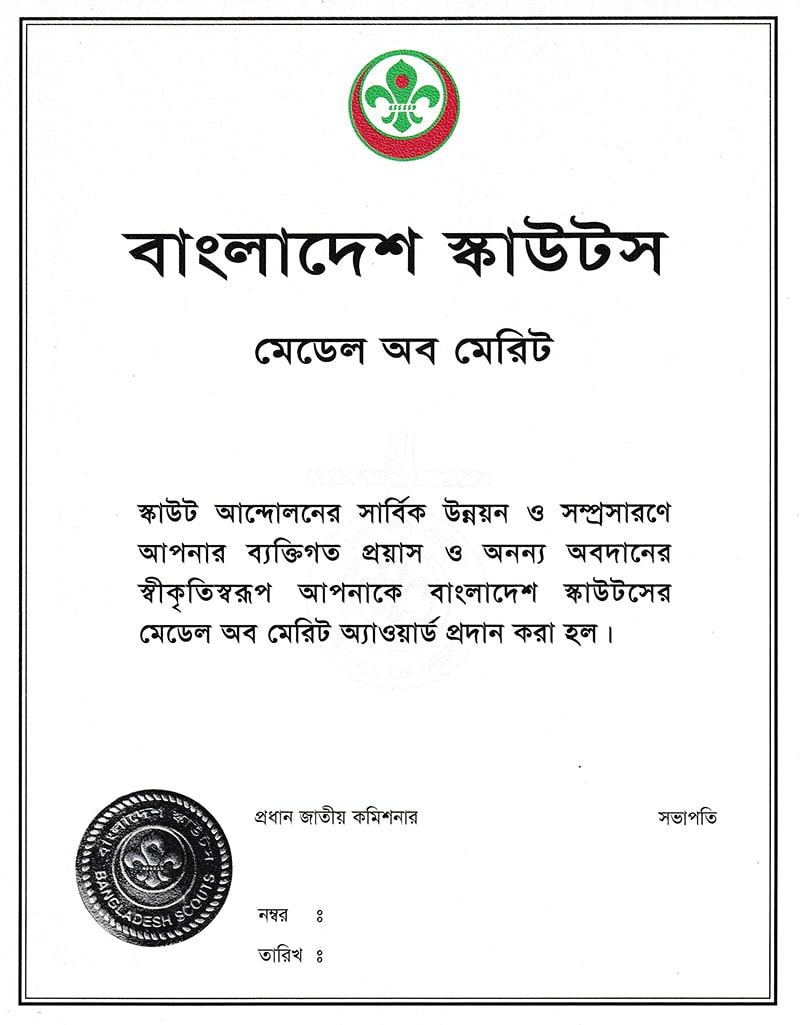 বাংলাদেশ স্কাউটস
মেডেল অব মেরিট
স্কাউট আন্দোলনের সার্বিক উন্নয়ন ও সম্প্রসারণে
আপনার ব্যক্তিগত প্রয়াস ও অনন্য অবদানের
স্বীকৃতিস্বরূপ আপনাকে বাংলাদেশ স্কাউটসের
মেডেল অব মেরিট অ্যাওয়ার্ড প্রদান করা হল।
প্রধান জাতীয় কমিশনার
সভাপতি
বাংলাদেশ স্কাউটস
BANGLADESH SCOUTS
নম্বর ঃ
তারিখ ঃ